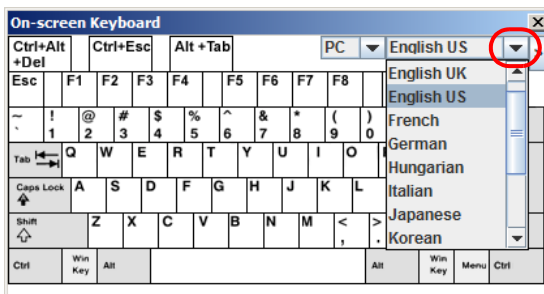 On-screen Keyboard
Ctrl+Alt +Del Ctrl+Esc Alt +Tab PC English US
Esc F1 F2 F3 F4 F5 F6 F7 F8
English UK
English US
French
German
Hungarian
Italian
Japanese
Korean
~ ! @ # $ % ^ & * ( )
` 1 2 3 4 5 6 7 8 9 0
Tab Q W E R T Y U I O
Caps Lock A S D F G H J K L
Shift Z X C V B N M < >
, .
Ctrl Win Key Alt Alt Win Key Menu Ctrl